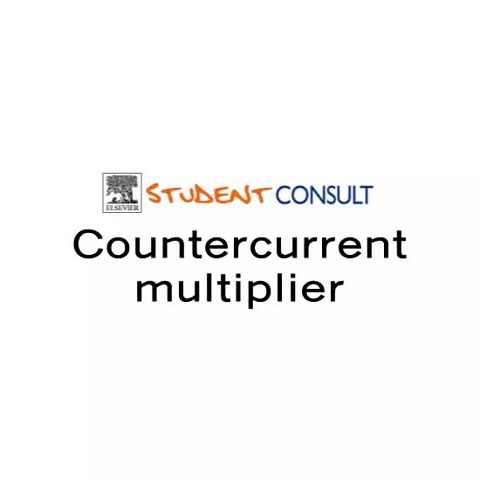 ELSEVIER
STUDENT CONSULT
Countercurrent
multiplier